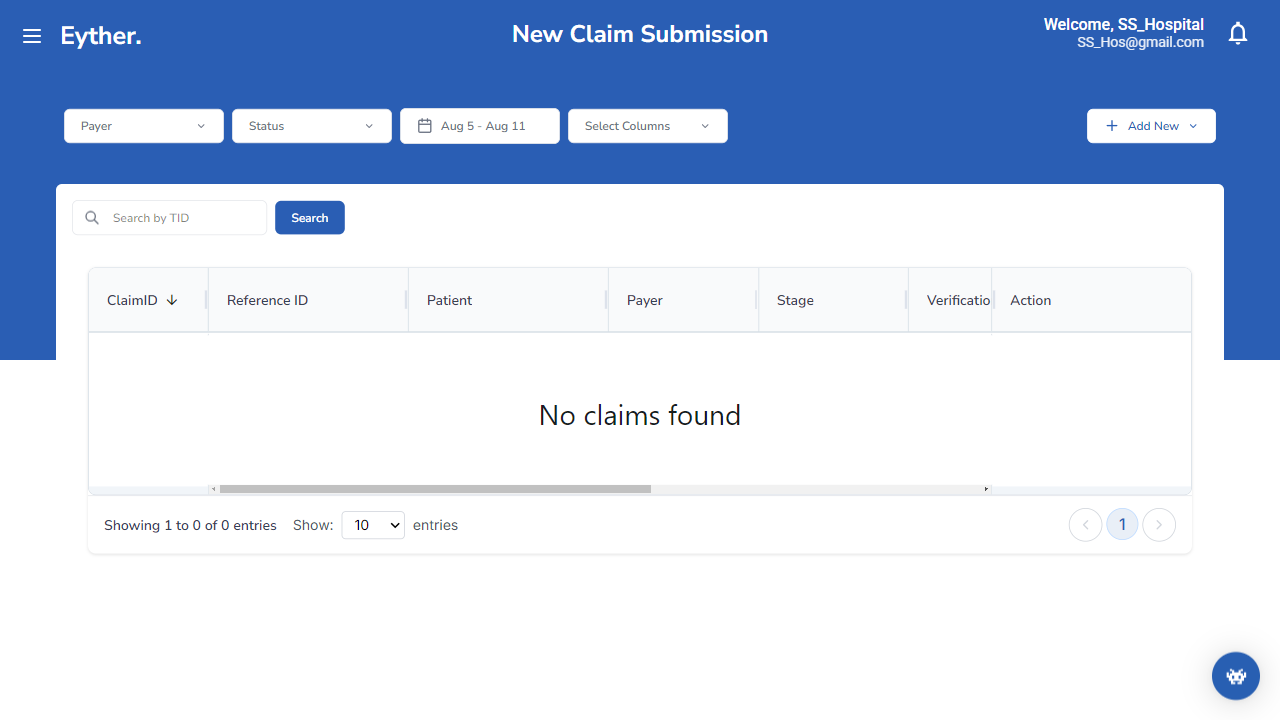 Eyther.
New Claim Submission
Welcome, SS_Hospital
SS_Hos@gmail.com
Payer
Status
Aug 5 - Aug 11
Select Columns
Add New
Search by TID
Search
ClaimID
Reference ID
Patient
Payer
Stage
Verificatio
Action
No claims found
Showing 1 to 0 of 0 entries
Show:
10
entries
1